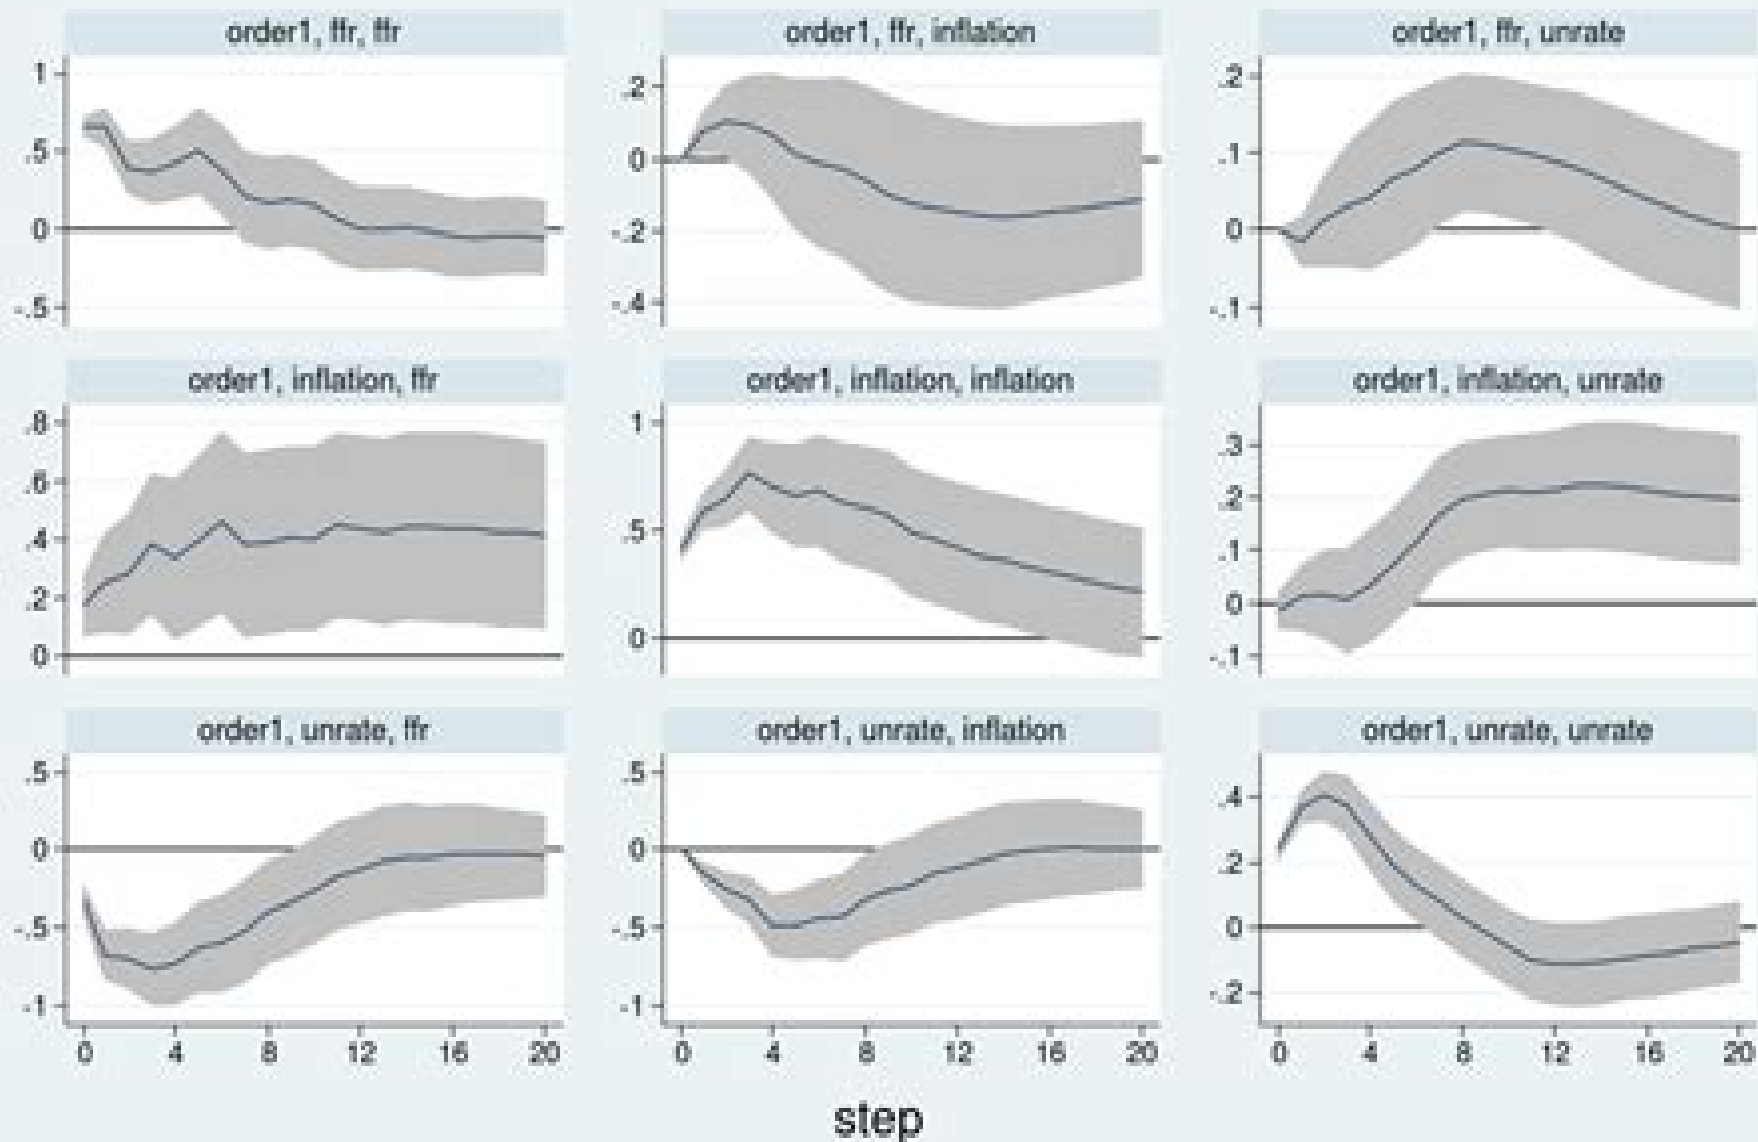 order1, ffr, ffr
order1, ffr, inflation
order1, ffr, unrate
1
.5
0
-.5
.2
0
-.2
-.4
.2
.1
0
-.1
order1, inflation, ffr
order1, inflation, inflation
order1, inflation, unrate
.8
.6
.4
.2
0
1
.5
0
.3
.2
.1
0
-.1
order1, unrate, ffr
order1, unrate, inflation
order1, unrate, unrate
.5
0
-.5
-1
.5
0
-.5
-1
.4
.2
0
-.2
0 4 8 12 16 20
0 4 8 12 16 20
0 4 8 12 16 20
step